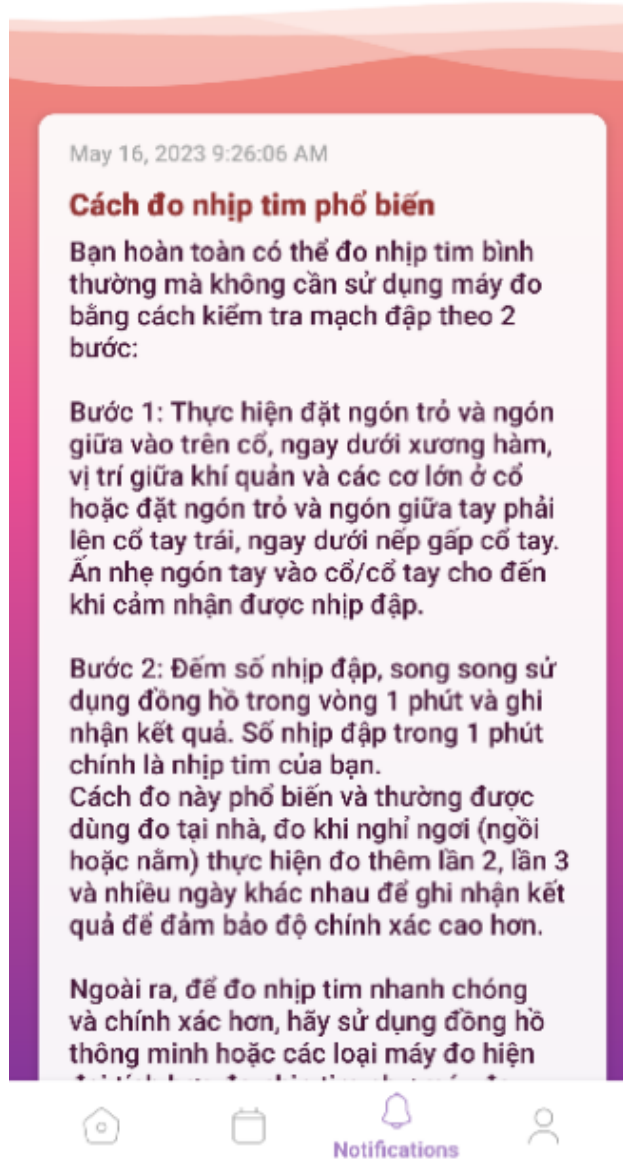 May 16, 2023 9:26:06 AM
Cách đo nhịp tim phổ biến
Bạn hoàn toàn có thể đo nhịp tim bình
thường mà không cần sử dụng máy đo
bằng cách kiểm tra mạch đập theo 2
bước:
Bước 1: Thực hiện đặt ngón trỏ và ngón
giữa vào trên cổ, ngay dưới xương hàm,
vị trí giữa khí quản và các cơ lớn ở cổ
hoặc đặt ngón trỏ và ngón giữa tay phải
lên cổ tay trái, ngay dưới nếp gấp cổ tay.
Ấn nhẹ ngón tay vào cổ/cổ tay cho đến
khi cảm nhận được nhịp đập.
Bước 2: Đếm số nhịp đập, song song sử
dụng đồng hồ trong vòng 1 phút và ghi
nhận kết quả. Số nhịp đập trong 1 phút
chính là nhịp tim của bạn.
Cách đo này phổ biến và thường được
dùng đo tại nhà, đo khi nghỉ ngơi (ngồi
hoặc nằm) thực hiện đo thêm lần 2, lần 3
và nhiều ngày khác nhau để ghi nhận kết
quả để đảm bảo độ chính xác cao hơn.
Ngoài ra, để đo nhịp tim nhanh chóng
và chính xác hơn, hãy sử dụng đồng hồ
thông minh hoặc các loại máy đo hiện
Notifications